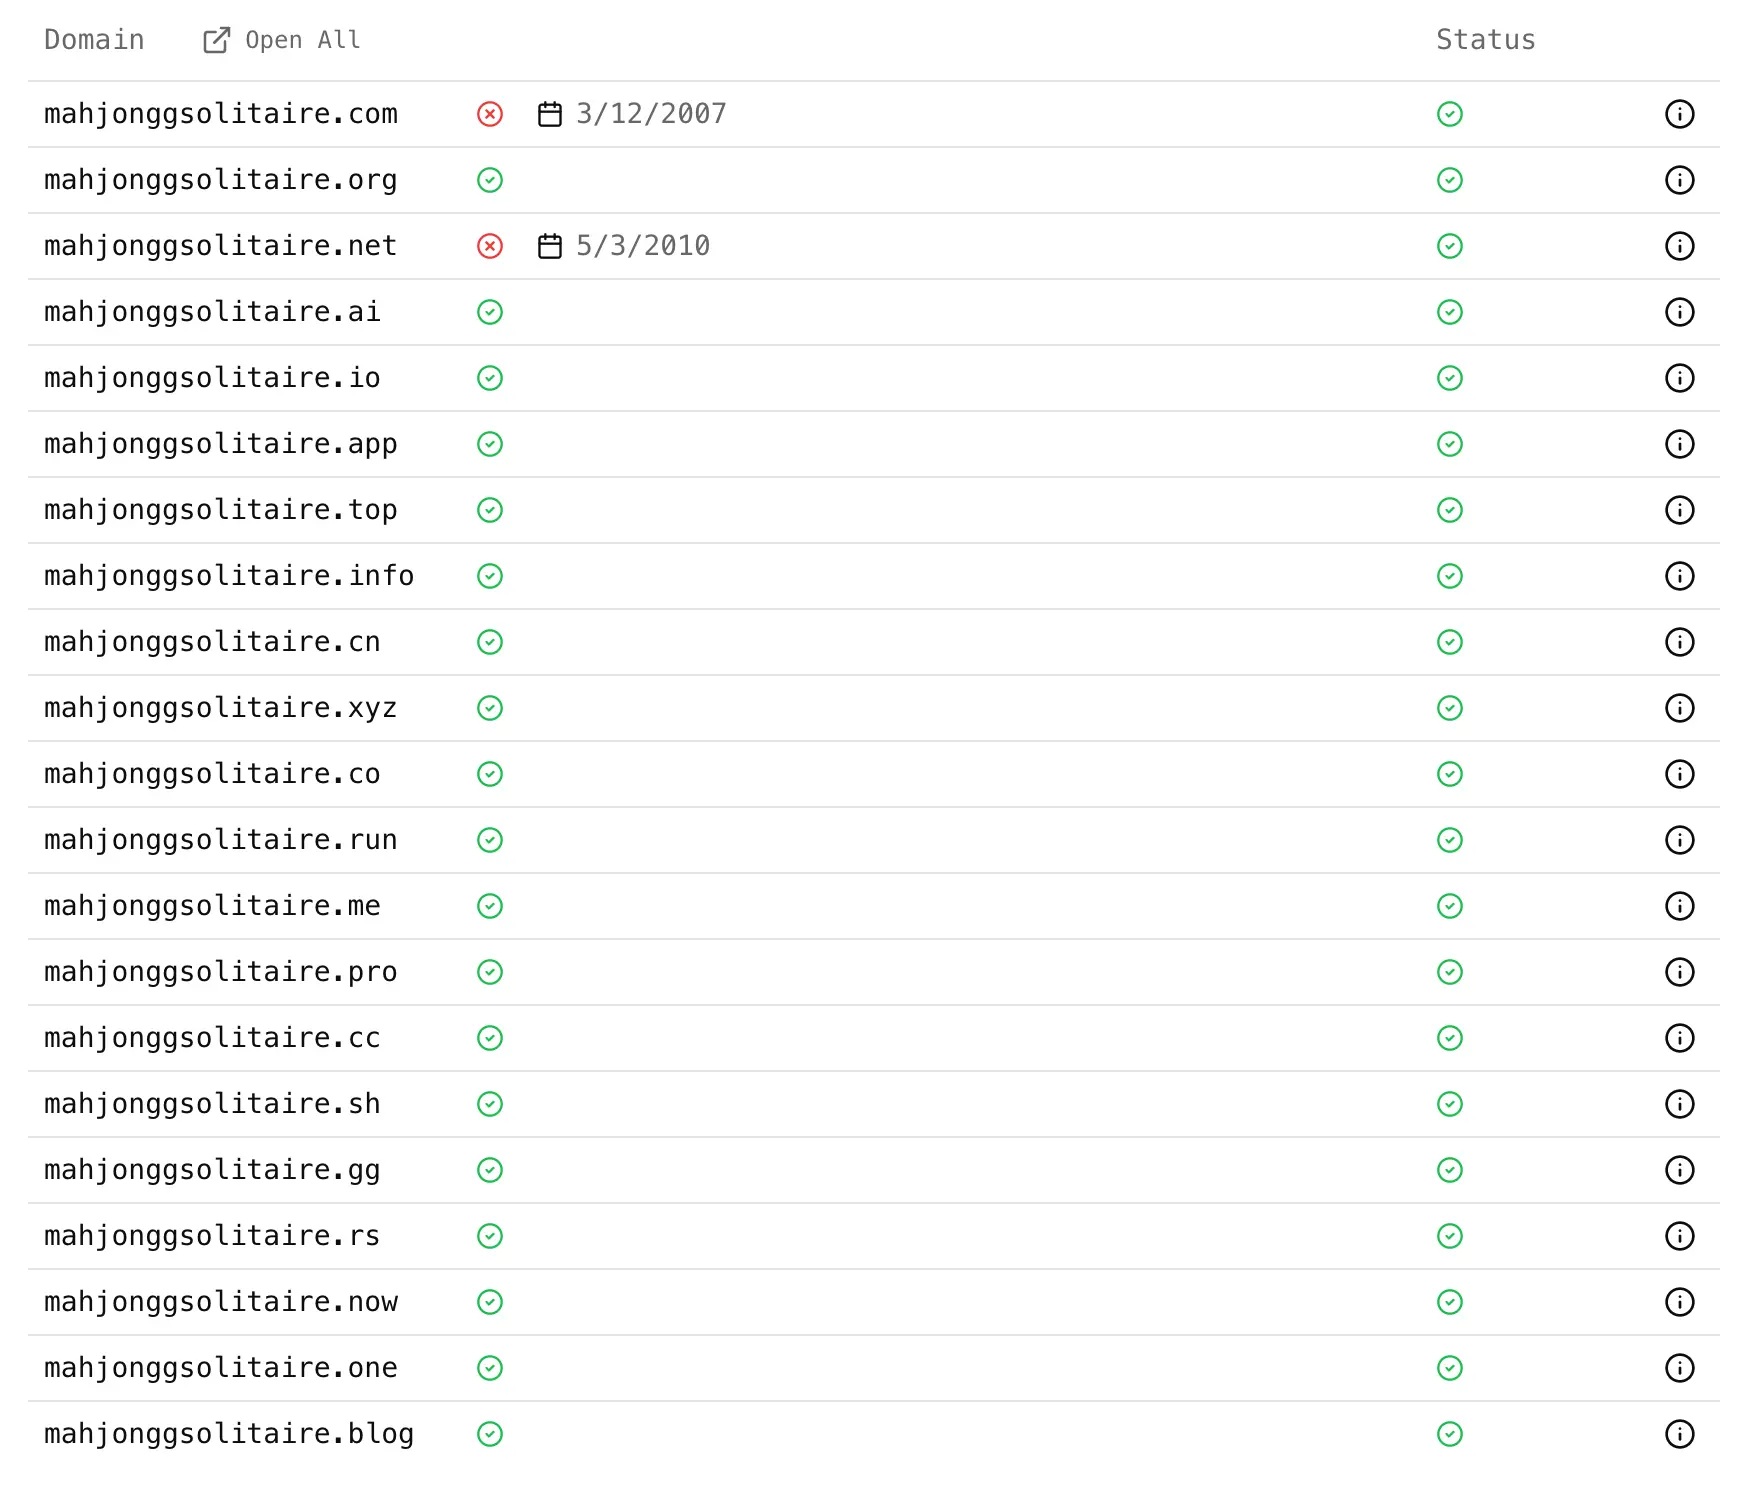 Domain Open All Status
mahjonggsolitaire.com 3/12/2007
mahjonggsolitaire.org
mahjonggsolitaire.net 5/3/2010
mahjonggsolitaire.ai
mahjonggsolitaire.io
mahjonggsolitaire.app
mahjonggsolitaire.top
mahjonggsolitaire.info
mahjonggsolitaire.cn
mahjonggsolitaire.xyz
mahjonggsolitaire.co
mahjonggsolitaire.run
mahjonggsolitaire.me
mahjonggsolitaire.pro
mahjonggsolitaire.cc
mahjonggsolitaire.sh
mahjonggsolitaire.gg
mahjonggsolitaire.rs
mahjonggsolitaire.now
mahjonggsolitaire.one
mahjonggsolitaire.blog